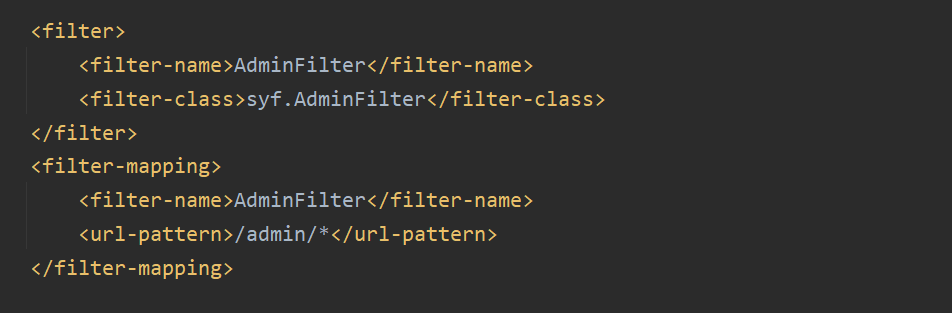 <filter>
<filter-name>AdminFilter</filter-name>
<filter-class>syf.AdminFilter</filter-class>
</filter>
<filter-mapping>
<filter-name>AdminFilter</filter-name>
<url-pattern>/admin/*</url-pattern>
</filter-mapping>